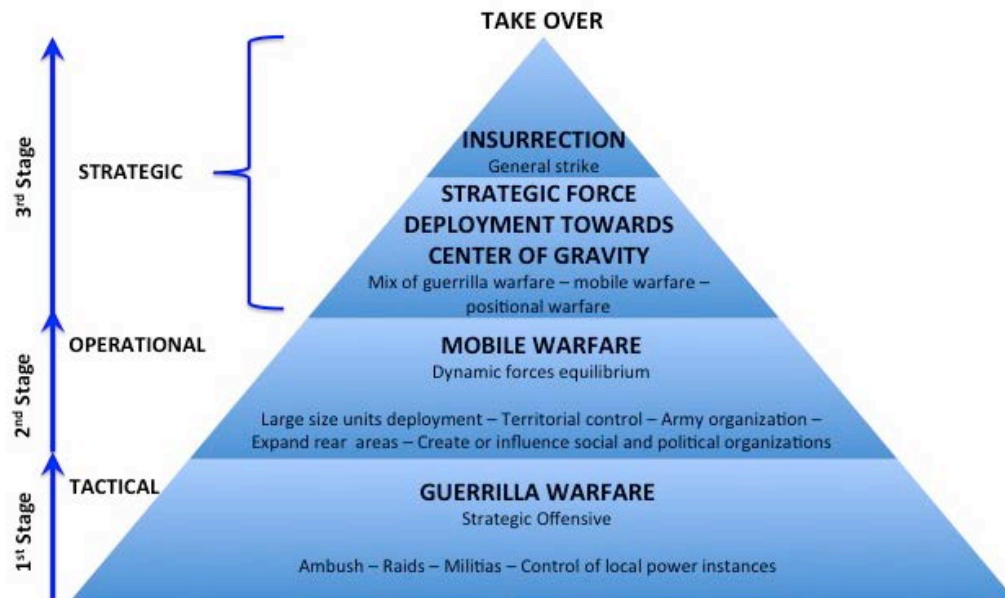 TAKE OVER
INSURRECTION
General strike
STRATEGIC FORCE
DEPLOYMENT TOWARDS
CENTER OF GRAVITY
Mix of guerrilla warfare – mobile warfare –
positional warfare
3rd Stage
STRATEGIC
OPERATIONAL
MOBILE WARFARE
Dynamic forces equilibrium
Large size units deployment – Territorial control – Army organization –
Expand rear areas – Create or influence social and political organizations
2nd Stage
TACTICAL
GUERRILLA WARFARE
Strategic Offensive
Ambush – Raids – Militias – Control of local power instances
1st Stage